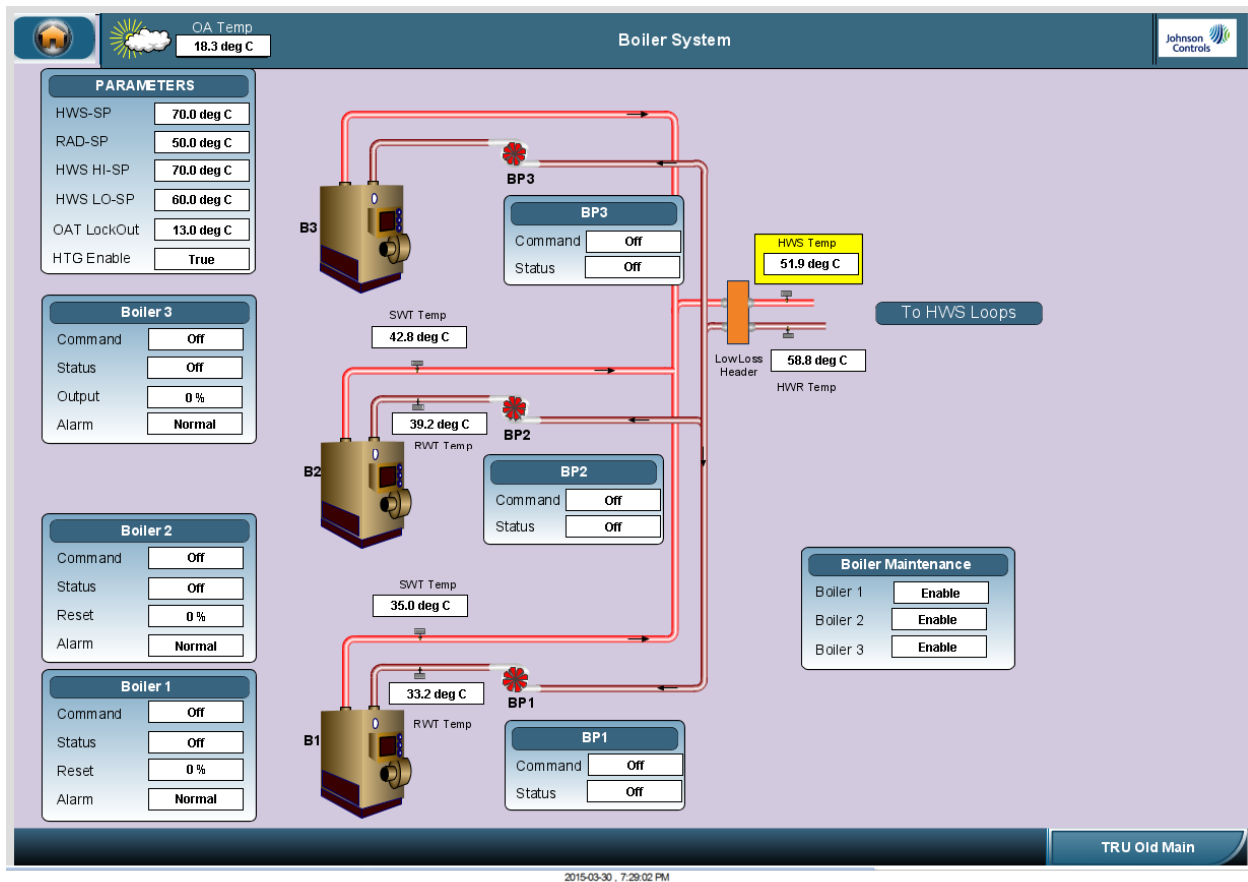 OA Temp
18.3 deg C
Boiler System
Johnson
Controls
PARAMETERS
HWS-SP 70.0 deg C
RAD-SP 50.0 deg C
HWS HI-SP 70.0 deg C
HWS LO-SP 60.0 deg C
OAT LockOut 13.0 deg C
HTG Enable True
B3
BP3
BP3
Command Off
Status Off
HWS Temp
51.9 deg C
To HWS Loops
Low Loss
Header
58.8 deg C
HWR Temp
Boiler 3
Command Off
Status Off
Output 0 %
Alarm Normal
SWT Temp
42.8 deg C
39.2 deg C
RWT Temp
BP2
B2
BP2
Command Off
Status Off
Boiler 2
Command Off
Status Off
Reset 0 %
Alarm Normal
Boiler Maintenance
Boiler 1 Enable
Boiler 2 Enable
Boiler 3 Enable
SWT Temp
35.0 deg C
33.2 deg C
RWT Temp
BP1
B1
BP1
Command Off
Status Off
Boiler 1
Command Off
Status Off
Reset 0 %
Alarm Normal
TRU Old Main
2015-03-30 , 7:29:02 PM